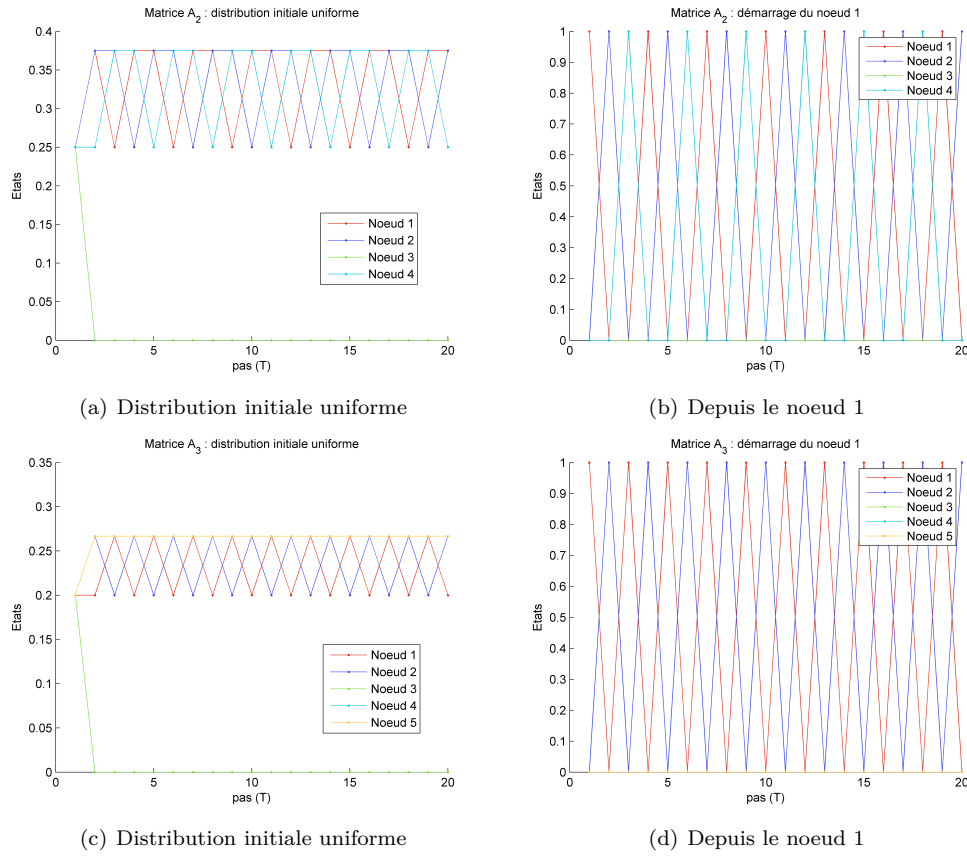 Matrice A2 : distribution initiale uniforme
0.4
0.35
0.3
0.25
0.2
0.15
0.1
0.05
0
Etats
0 5 10 15 20
pas (T)
Noeud 1
Noeud 2
Noeud 3
Noeud 4
(a) Distribution initiale uniforme
Matrice A2 : démarrage du noeud 1
1
0.9
0.8
0.7
0.6
0.5
0.4
0.3
0.2
0.1
0
Etats
0 5 10 15 20
pas (T)
Noeud 1
Noeud 2
Noeud 3
Noeud 4
(b) Depuis le noeud 1
Matrice A3 : distribution initiale uniforme
0.35
0.3
0.25
0.2
0.15
0.1
0.05
0
Etats
0 5 10 15 20
pas (T)
Noeud 1
Noeud 2
Noeud 3
Noeud 4
Noeud 5
(c) Distribution initiale uniforme
Matrice A3 : démarrage du noeud 1
1
0.9
0.8
0.7
0.6
0.5
0.4
0.3
0.2
0.1
0
Etats
0 5 10 15 20
pas (T)
Noeud 1
Noeud 2
Noeud 3
Noeud 4
Noeud 5
(d) Depuis le noeud 1